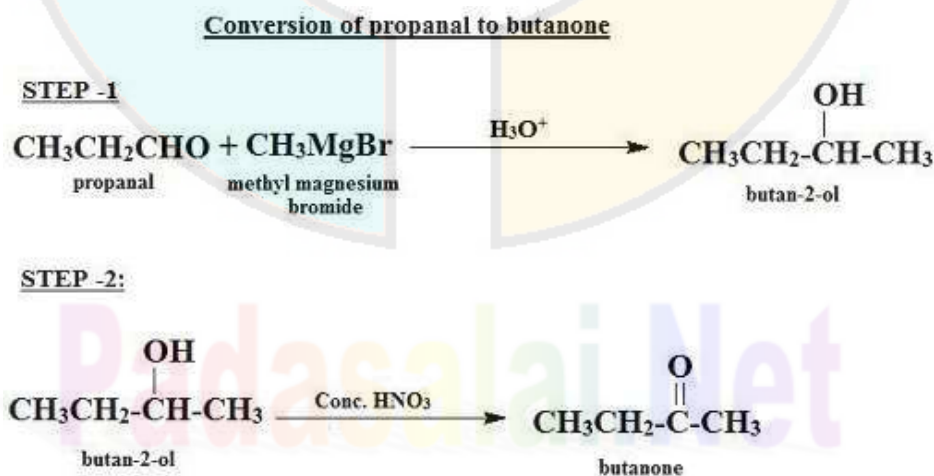 Conversion of propanal to butanone
STEP -1
OH
CH₃CH₂CHO + CH₃MgBr H₃O⁺ CH₃CH₂-CH-CH₃
propanal methyl magnesium bromide butan-2-ol
STEP -2:
Padasalai.Net
OH O
CH₃CH₂-CH-CH₃ Conc. HNO₃ CH₃CH₂-C-CH₃
butan-2-ol butanone